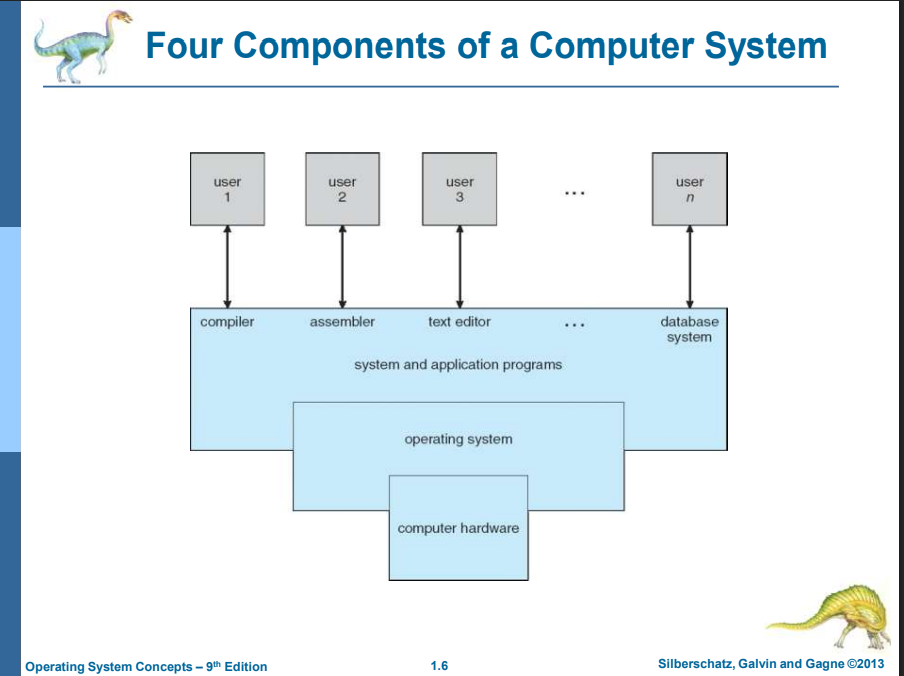 Four Components of a Computer System
user
1
user
2
user
3
...
user
n
compiler
assembler
text editor
...
database
system
system and application programs
operating system
computer hardware
Operating System Concepts – 9th Edition
1.6
Silberschatz, Galvin and Gagne ©2013